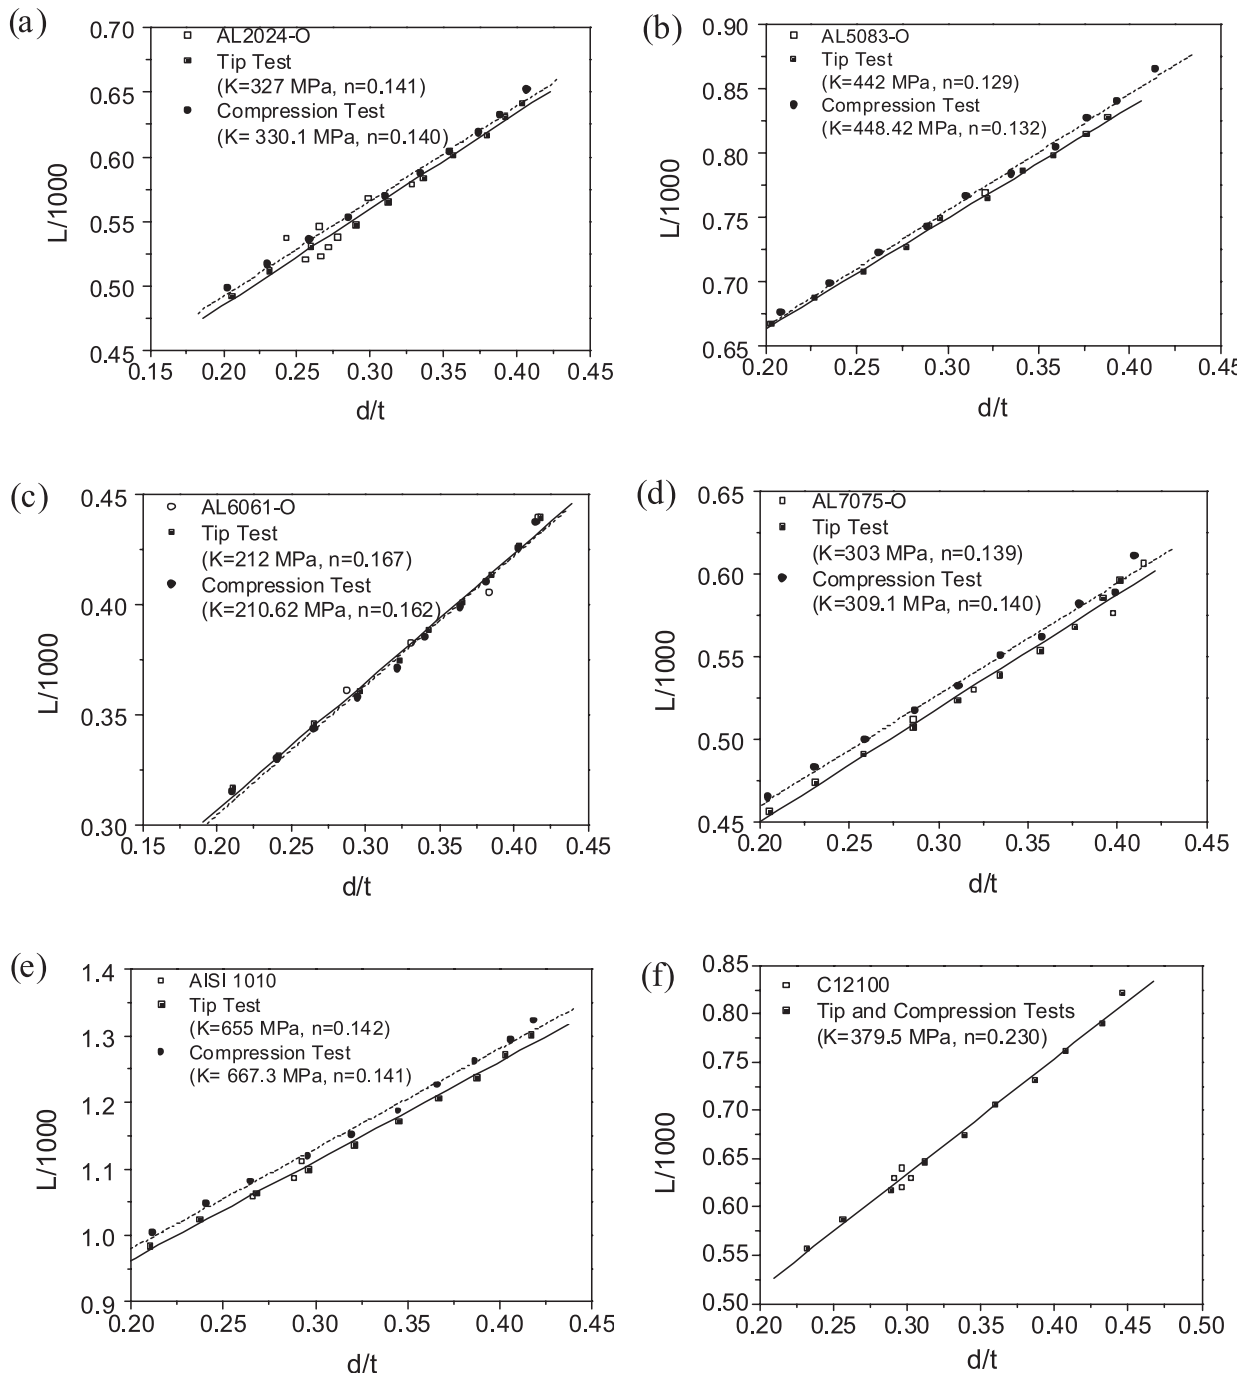 (a)
0.70
0.65
0.60
0.55
0.50
0.45
L/1000
AL2024-O
Tip Test
(K=327 MPa, n=0.141)
Compression Test
(K= 330.1 MPa, n=0.140)
0.15 0.20 0.25 0.30 0.35 0.40 0.45
d/t
(b)
0.90
0.85
0.80
0.75
0.70
0.65
L/1000
AL5083-O
Tip Test
(K=442 MPa, n=0.129)
Compression Test
(K=448.42 MPa, n=0.132)
0.20 0.25 0.30 0.35 0.40 0.45
d/t
(c)
0.45
0.40
0.35
0.30
L/1000
AL6061-O
Tip Test
(K=212 MPa, n=0.167)
Compression Test
(K=210.62 MPa, n=0.162)
0.15 0.20 0.25 0.30 0.35 0.40 0.45
d/t
(d)
0.65
0.60
0.55
0.50
0.45
L/1000
AL7075-O
Tip Test
(K=303 MPa, n=0.139)
Compression Test
(K=309.1 MPa, n=0.140)
0.20 0.25 0.30 0.35 0.40 0.45
d/t
(e)
1.4
1.3
1.2
1.1
1.0
0.9
L/1000
AISI 1010
Tip Test
(K=655 MPa, n=0.142)
Compression Test
(K= 667.3 MPa, n=0.141)
0.20 0.25 0.30 0.35 0.40 0.45
d/t
(f)
0.85
0.80
0.75
0.70
0.65
0.60
0.55
0.50
L/1000
C12100
Tip and Compression Tests
(K=379.5 MPa, n=0.230)
0.20 0.25 0.30 0.35 0.40 0.45 0.50
d/t